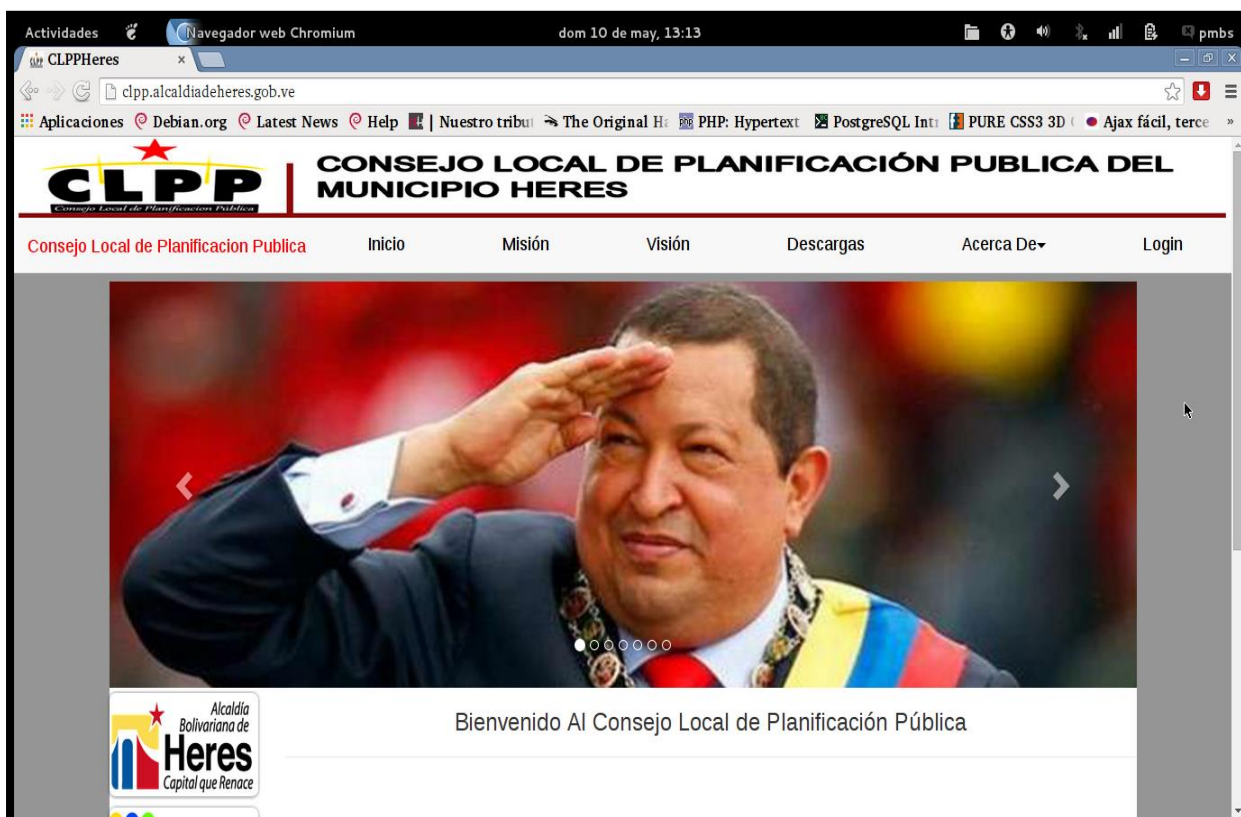 Actividades Navegador web Chromium dom 10 de may, 13:13 pmbs
CLPPHeres ×
clpp.alcaldiadeheres.gob.ve
Aplicaciones Debian.org Latest News Help | Nuestro tribut The Original Ha PHP: Hypertext PostgreSQL Intr PURE CSS3 3D ( Ajax fácil, terce »
CLPP
Consejo Local de Planificacion Pública
CONSEJO LOCAL DE PLANIFICACIÓN PUBLICA DEL
MUNICIPIO HERES
Consejo Local de Planificacion Publica Inicio Misión Visión Descargas Acerca De Login
Alcaldía
Bolivariana de
Heres
Capital que Renace
Bienvenido Al Consejo Local de Planificación Pública